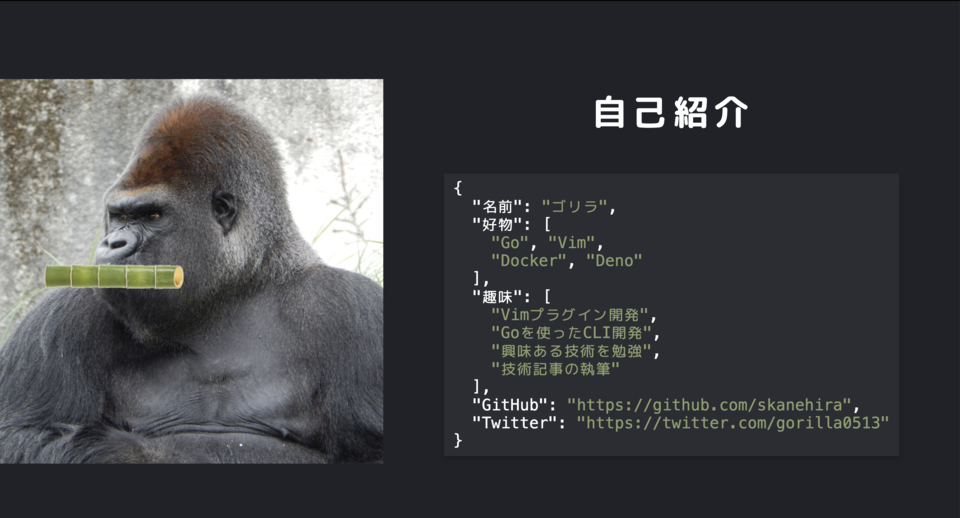 自己紹介
{
  "名前": "ゴリラ",
  "好物": [
    "Go", "Vim",
    "Docker", "Deno"
  ],
  "趣味": [
    "Vimプラグイン開発",
    "Goを使ったCLI開発",
    "興味ある技術を勉強",
    "技術記事の執筆"
  ],
  "GitHub": "https://github.com/skanehira",
  "Twitter": "https://twitter.com/gorilla0513"
}